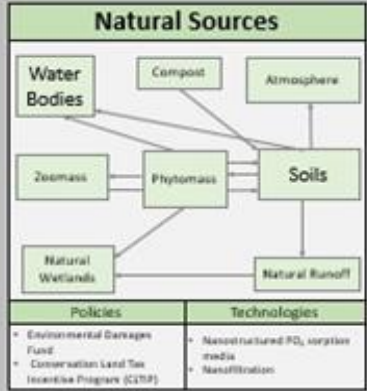 Natural Sources
Water
Bodies
Compost
Atmosphere
Zoomass
Phytomass
Soils
Natural
Wetlands
Natural Runoff
Policies
Technologies
• Environmental Damages
Fund
• Conservation Land Tax
Incentive Program (CLTIP)
• Nanostructured PO₄ sorption
media
• Nanofiltration